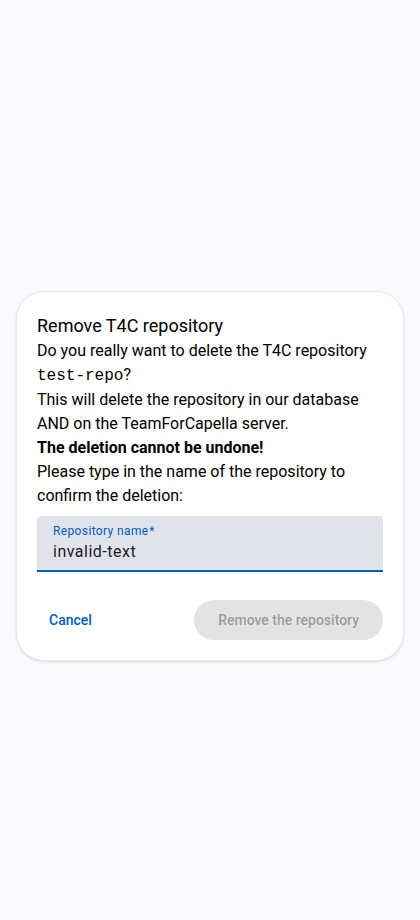 Remove T4C repository
Do you really want to delete the T4C repository
test-repo?
This will delete the repository in our database
AND on the TeamForCapella server.
The deletion cannot be undone!
Please type in the name of the repository to
confirm the deletion:
Repository name*
invalid-text
Cancel
Remove the repository